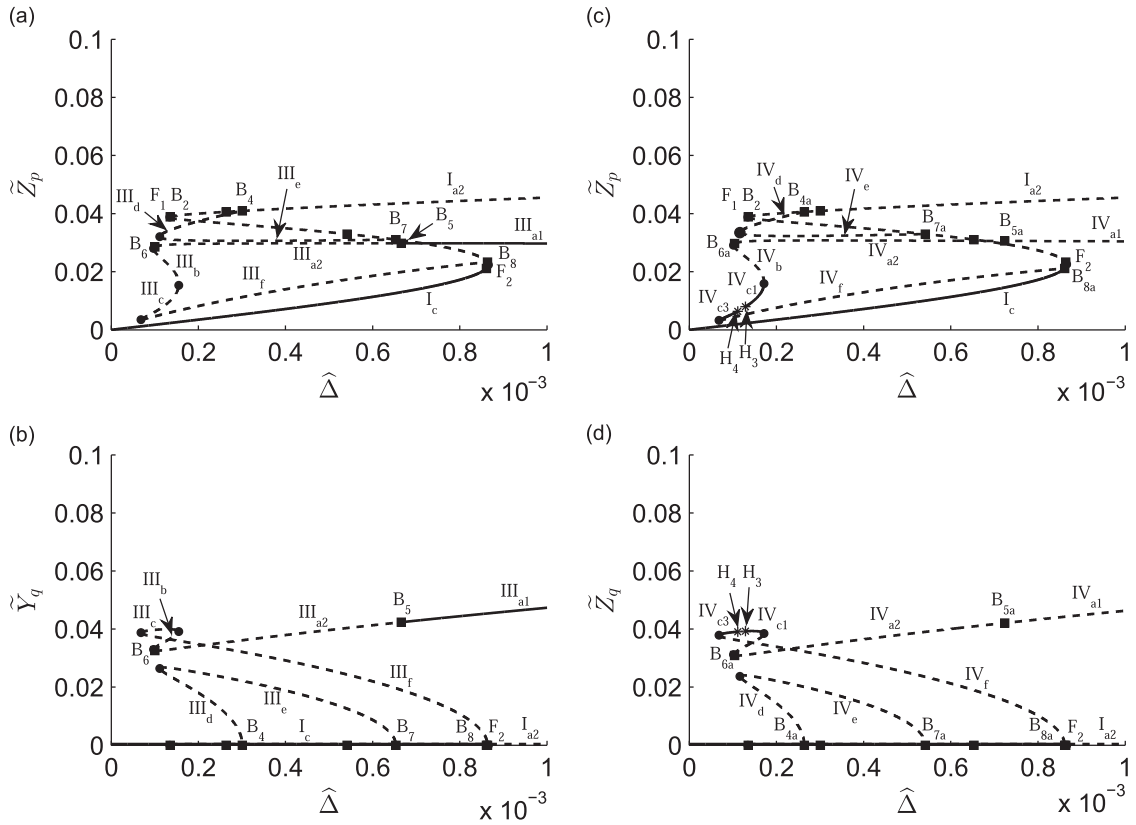 (a)
0.1
0.08
0.06
0.04
0.02
0
Z̃p
IIId
F1
B2
B4
IIIe
Ia2
B7
B5
IIIa1
B6
IIIb
IIIa2
B8
F2
IIIc
IIIf
Ic
0 0.2 0.4 0.6 0.8 1
Δ̂
x 10−3
(c)
0.1
0.08
0.06
0.04
0.02
0
Z̃p
F1
B2
IVd
B4a
IVe
Ia2
B7a
B5a
IVa1
B6a
IVb
IVa2
F2
B8a
IVc3
IVc1
IVf
Ic
H4
H3
0 0.2 0.4 0.6 0.8 1
Δ̂
x 10−3
(b)
0.1
0.08
0.06
0.04
0.02
0
Ỹq
IIIb
IIIc
IIIa2
B5
IIIa1
B6
IIIf
IIId
IIIe
B4
Ic
B7
B8
F2
Ia2
0 0.2 0.4 0.6 0.8 1
Δ̂
x 10−3
(d)
0.1
0.08
0.06
0.04
0.02
0
Z̃q
H4
H3
IVc3
IVc1
IVa2
B5a
IVa1
B6a
IVf
IVd
IVe
B4a
B7a
B8a
F2
Ia2
0 0.2 0.4 0.6 0.8 1
Δ̂
x 10−3